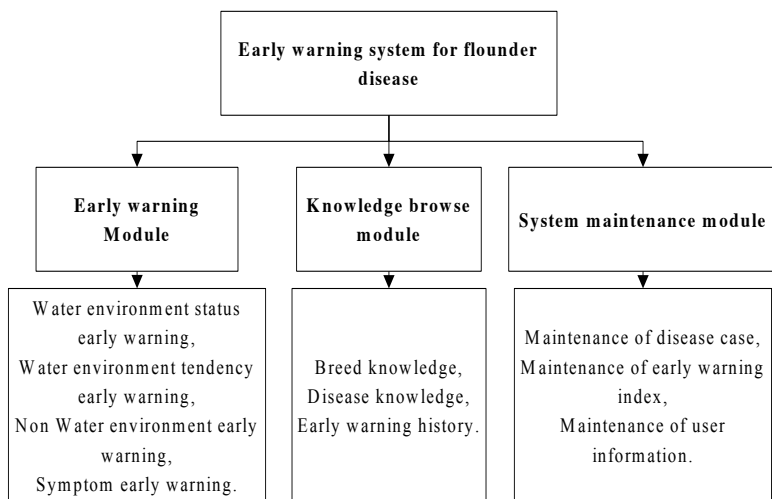 Early warning system for flounder
disease
Early warning
Module
Knowledge browse
module
System maintenance module
Water environment status
early warning,
Water environment tendency
early warning,
Non Water environment early
warning,
Symptom early warning.
Breed knowledge,
Disease knowledge,
Early warning history.
Maintenance of disease case,
Maintenance of early warning
index,
Maintenance of user
information.